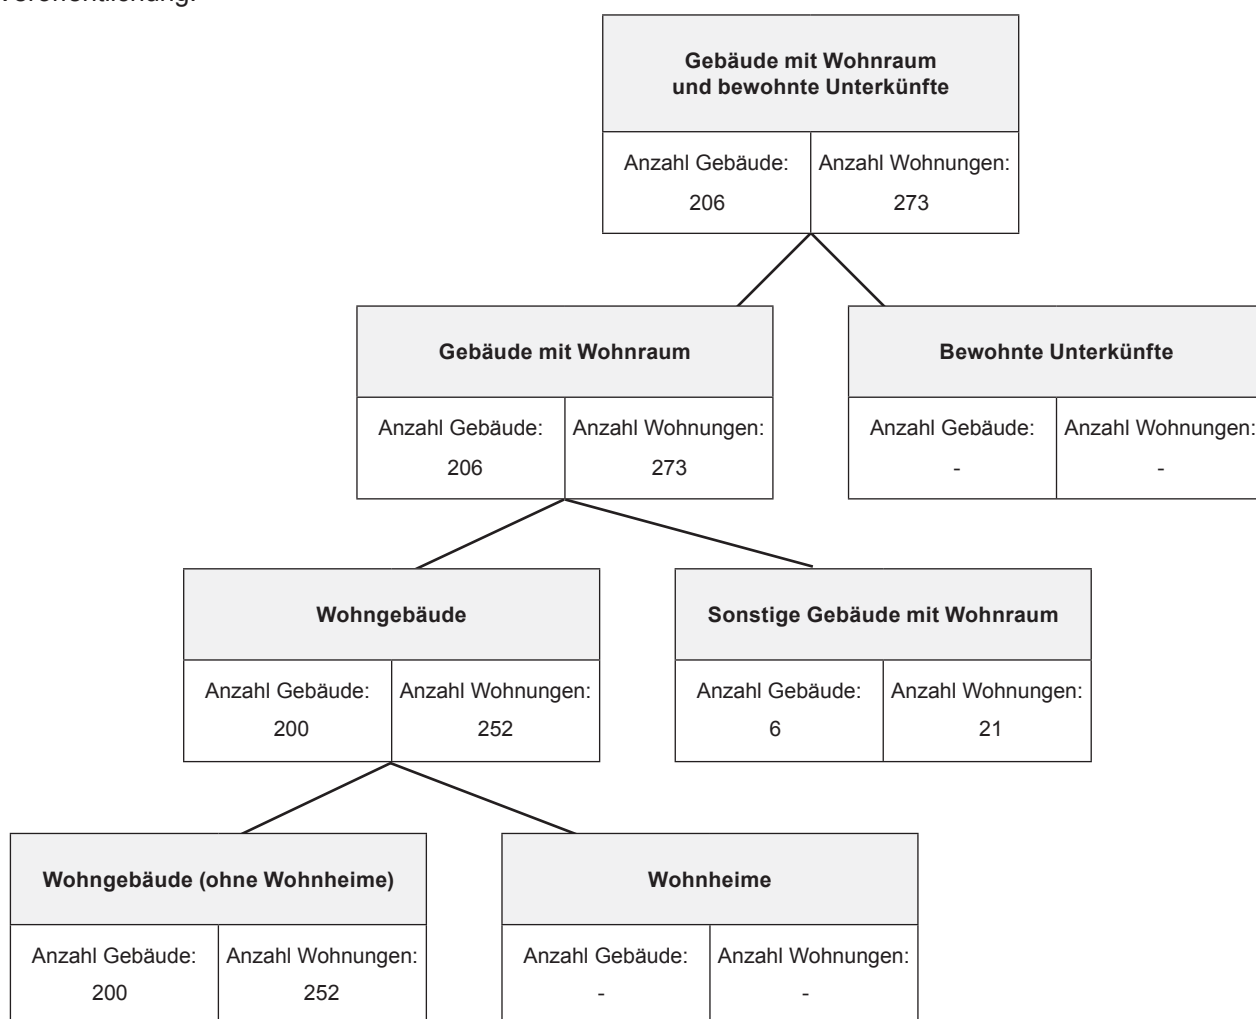 Veröffentlichung.
Gebäude mit Wohnraum
und bewohnte Unterkünfte
Anzahl Gebäude: Anzahl Wohnungen:
206 273
Gebäude mit Wohnraum
Anzahl Gebäude: Anzahl Wohnungen:
206 273
Bewohnte Unterkünfte
Anzahl Gebäude: Anzahl Wohnungen:
- -
Wohngebäude
Anzahl Gebäude: Anzahl Wohnungen:
200 252
Sonstige Gebäude mit Wohnraum
Anzahl Gebäude: Anzahl Wohnungen:
6 21
Wohngebäude (ohne Wohnheime)
Anzahl Gebäude: Anzahl Wohnungen:
200 252
Wohnheime
Anzahl Gebäude: Anzahl Wohnungen:
- -